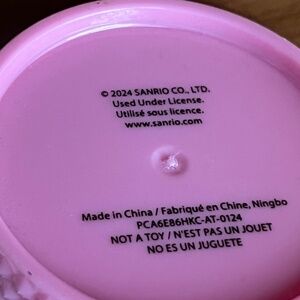 © 2024 SANRIO CO., LTD.
Used Under License.
Utilisé sous licence.
www.sanrio.com
Made in China / Fabriqué en Chine, Ningbo
PCA6E86HKC-AT-0124
NOT A TOY / N'EST PAS UN JOUET
NO ES UN JUGUETE